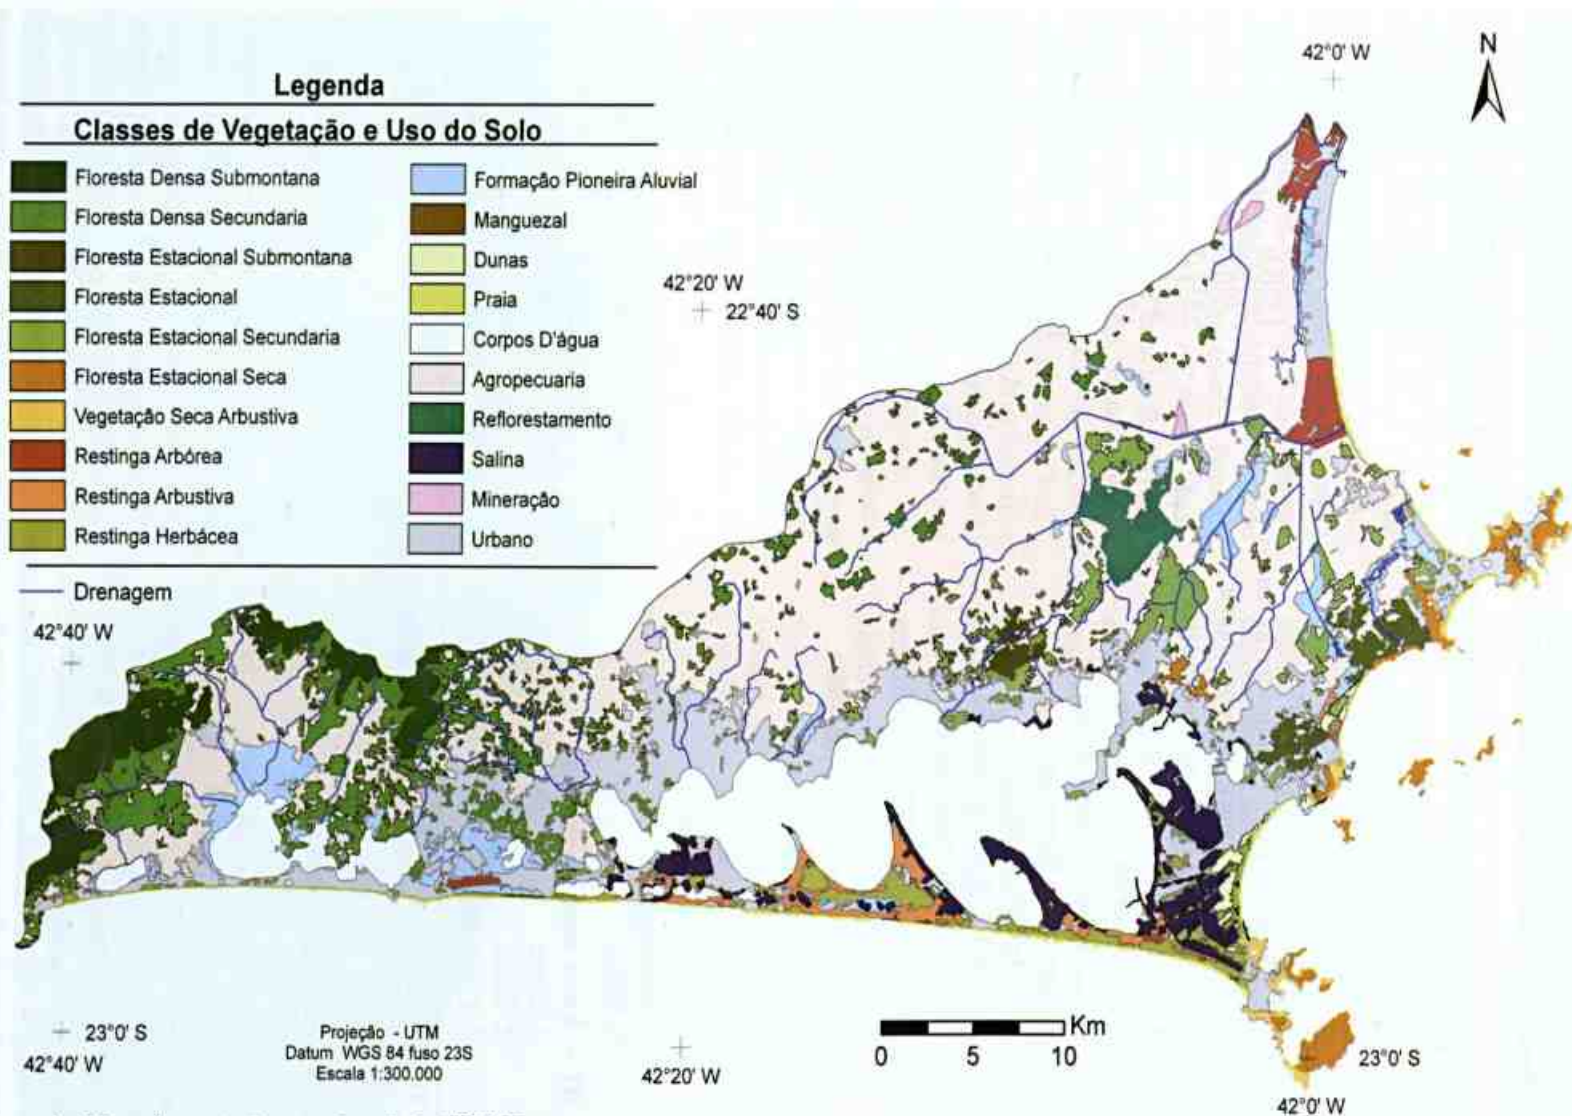 Legenda
Classes de Vegetação e Uso do Solo
Floresta Densa Submontana
Floresta Densa Secundaria
Floresta Estacional Submontana
Floresta Estacional
Floresta Estacional Secundaria
Floresta Estacional Seca
Vegetação Seca Arbustiva
Restinga Arbórea
Restinga Arbustiva
Restinga Herbácea
Formação Pioneira Aluvial
Manguezal
Dunas
Praia
Corpos D'água
Agropecuaria
Reflorestamento
Salina
Mineração
Urbano
Drenagem
42°0' W
N
42°20' W
22°40' S
42°40' W
23°0' S
42°40' W
Projeção - UTM
Datum WGS 84 fuso 23S
Escala 1:300.000
42°20' W
Km
0 5 10
23°0' S
42°0' W